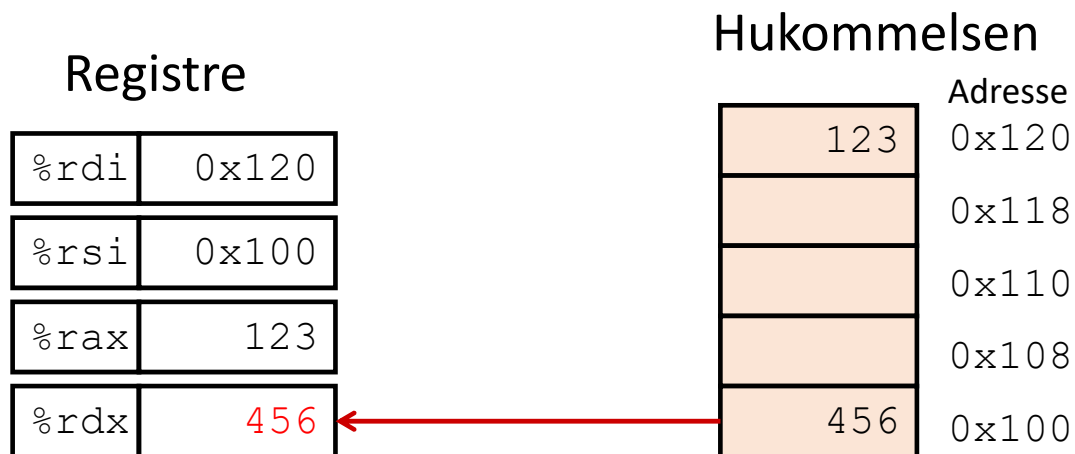 Registre
%rdi 0x120
%rsi 0x100
%rax 123
%rdx 456
Hukommelsen
Adresse
123 0x120
0x118
0x110
0x108
456 0x100